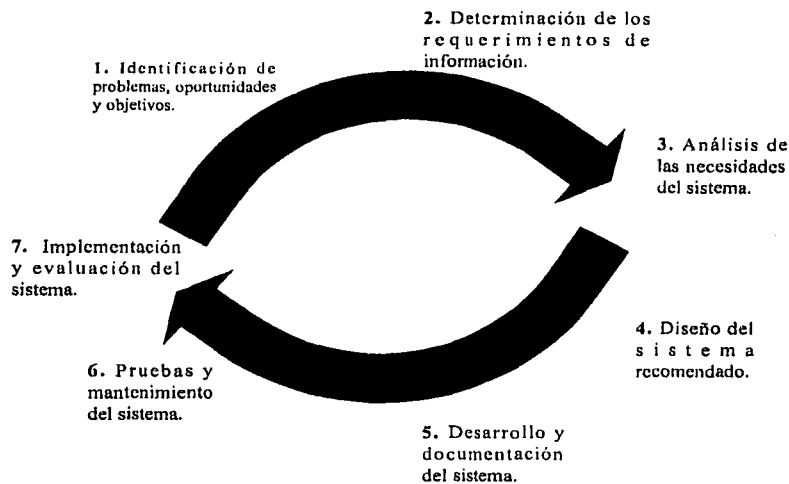 1. Identificación de
problemas, oportunidades
y objetivos.
2. Determinación de los
requerimientos de
información.
3. Análisis de
las necesidades
del sistema.
4. Diseño del
sistema
recomendado.
5. Desarrollo y
documentación
del sistema.
6. Pruebas y
mantenimiento
del sistema.
7. Implementación
y evaluación del
sistema.